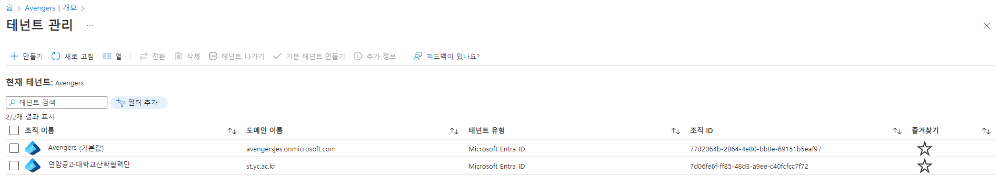 홈 > Avengers | 개요 >
테넌트 관리 ...
만들기 새로 고침 열 전환 삭제 테넌트 나가기 기본 테넌트 만들기 추가 정보 피드백이 있나요?
현재 테넌트: Avengers
테넌트 검색 필터 추가
2/2개 결과 표시
조직 이름 도메인 이름 테넌트 유형 조직 ID 즐겨찾기
Avengers (기본값) avengersjes.onmicrosoft.com Microsoft Entra ID 77d2064b-2864-4e80-bb8e-69151b5eaf97
연암공과대학교산학협력단 st.yc.ac.kr Microsoft Entra ID 7d06fe6f-ff85-48d3-a9ee-c40fcfcc7f72